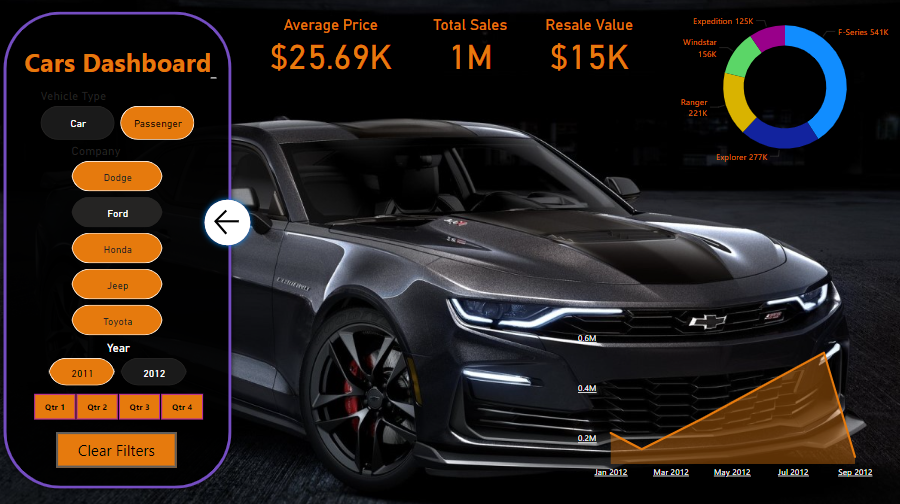 Cars Dashboard_
Vehicle Type
Car
Passenger
Company
Dodge
Ford
Honda
Jeep
Toyota
Year
2011
2012
Qtr 1
Qtr 2
Qtr 3
Qtr 4
Clear Filters
Average Price
$25.69K
Total Sales
1M
Resale Value
$15K
Expedition 125K
F-Series 541K
Windstar
156K
Ranger
221K
Explorer 277K
CAMARO
SS
0.6M
0.4M
0.2M
Jan 2012
Mar 2012
May 2012
Jul 2012
Sep 2012